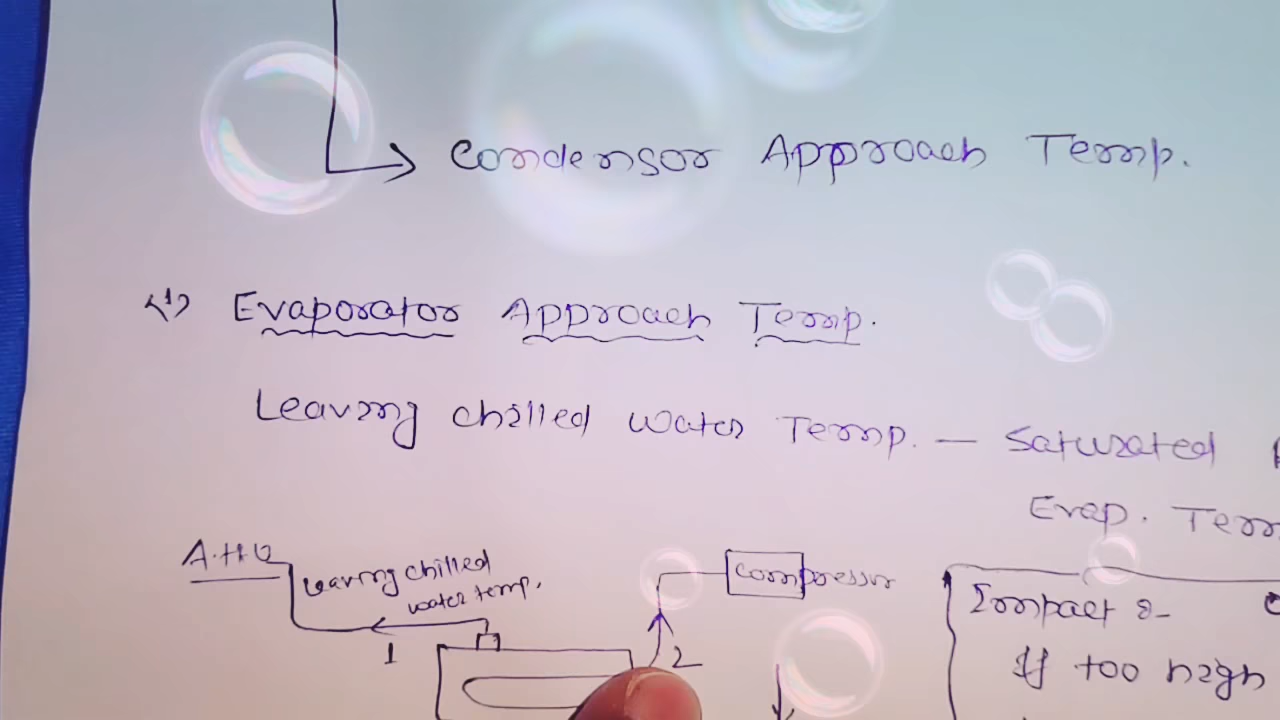 Condensor Approach Temp.
<1> Evaporator Approach Temp.
Leaving chilled water Temp. — Saturated
Evap. Tem
A.H.U
Leaving chilled
water temp.
compressor
1
2
Impact :-
If too high